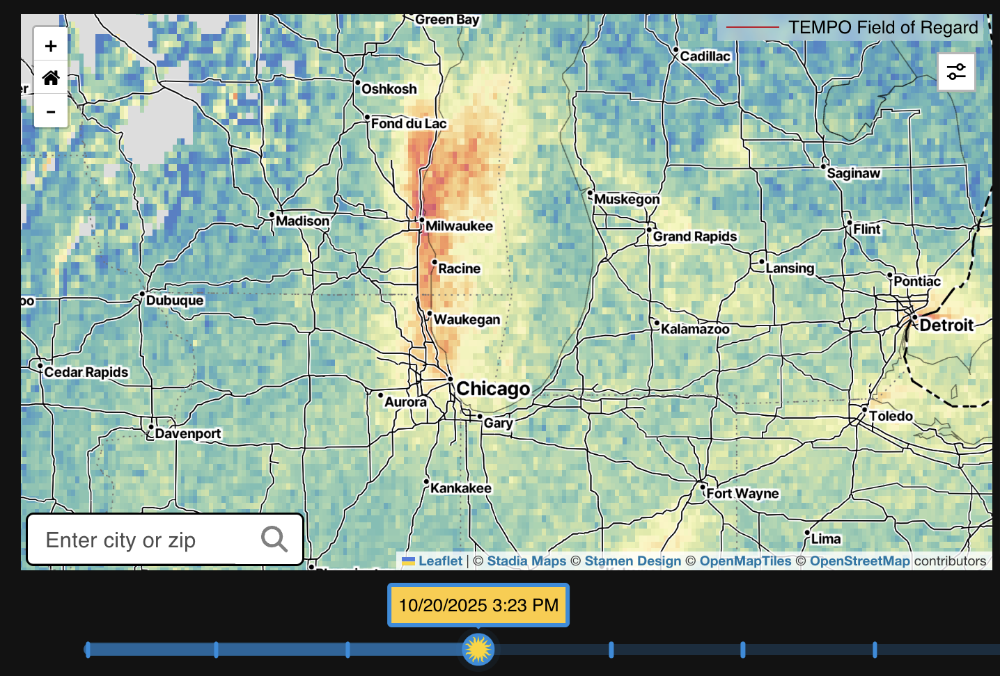 Green Bay
TEMPO Field of Regard
+
Cadillac
er
Oshkosh
-
Fond du Lac
Saginaw
Muskegon
Madison
Milwaukee
Flint
Grand Rapids
Racine
Lansing
Pontiac
oo
Dubuque
Waukegan
Detroit
Kalamazoo
Cedar Rapids
Chicago
Aurora
Toledo
Gary
Davenport
Kankakee
Fort Wayne
Enter city or zip
Lima
Leaflet | © Stadia Maps © Stamen Design © OpenMapTiles © OpenStreetMap contributors
10/20/2025 3:23 PM